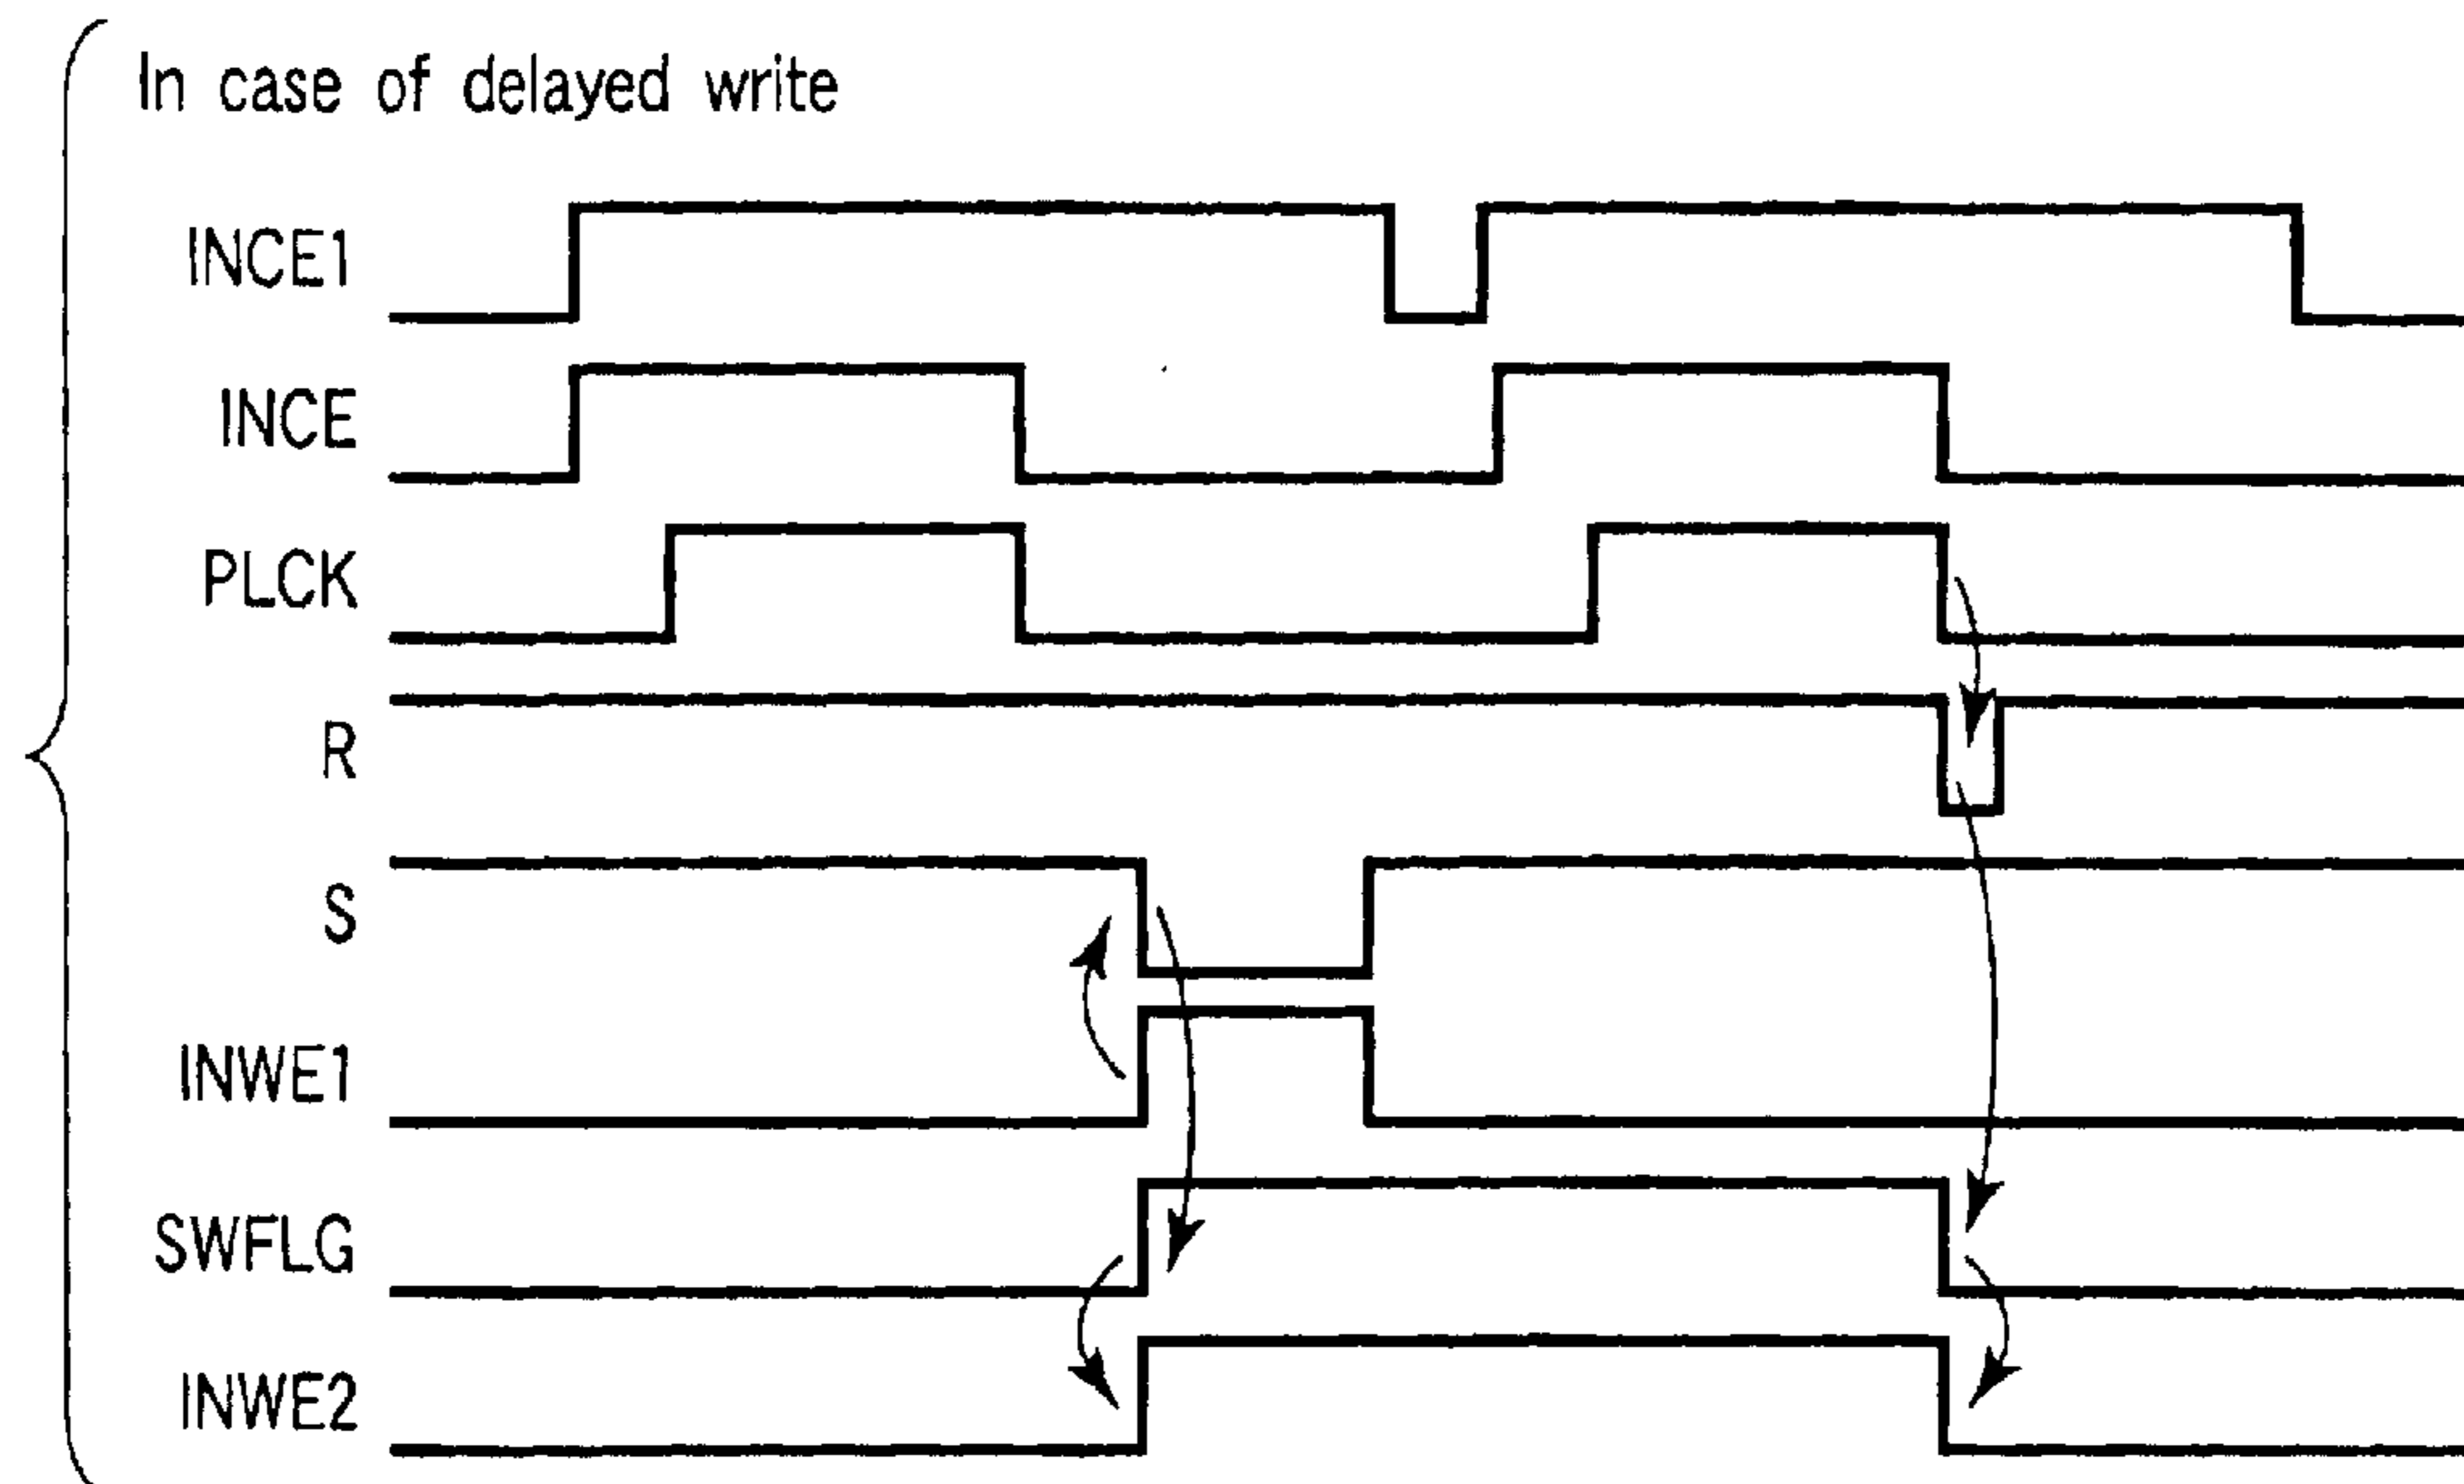 In case of delayed write
INCE1
INCE
PLCK
R
S
INWE1
SWFLG
INWE2